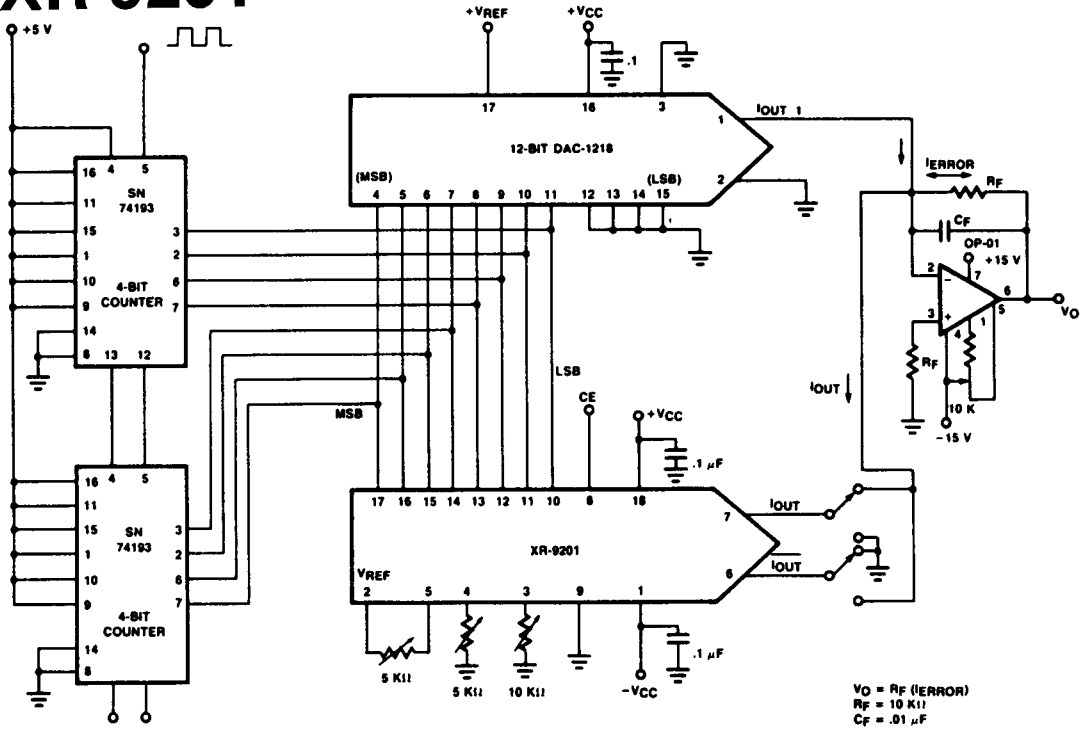 XR-9201
+5 V
+VREF
+VCC
.1
17
16
3
12-BIT DAC-1218
(MSB)
(LSB)
4 5 6 7 8 9 10 11 12 13 14 15
1
2
IOUT 1
IERROR
RF
CF
OP-01
+15 V
2
7
3
6
5
4
1
−
+
VO
RF
10 K
−15 V
IOUT
4 5
SN
74193
16
11
15
1
10
9
14
8
3
2
6
7
4-BIT
COUNTER
13 12
LSB
MSB
CE
+VCC
.1 µF
4 5
SN
74193
16
11
15
1
10
9
14
8
3
2
6
7
4-BIT
COUNTER
17 16 15 14 13 12 11 10 8 18
XR-9201
VREF
2 5 4 3 9 1
7
6
IOUT
IOUT
5 KΩ
5 KΩ
10 KΩ
−VCC
.1 µF
VO = RF (IERROR)
RF = 10 KΩ
CF = .01 µF